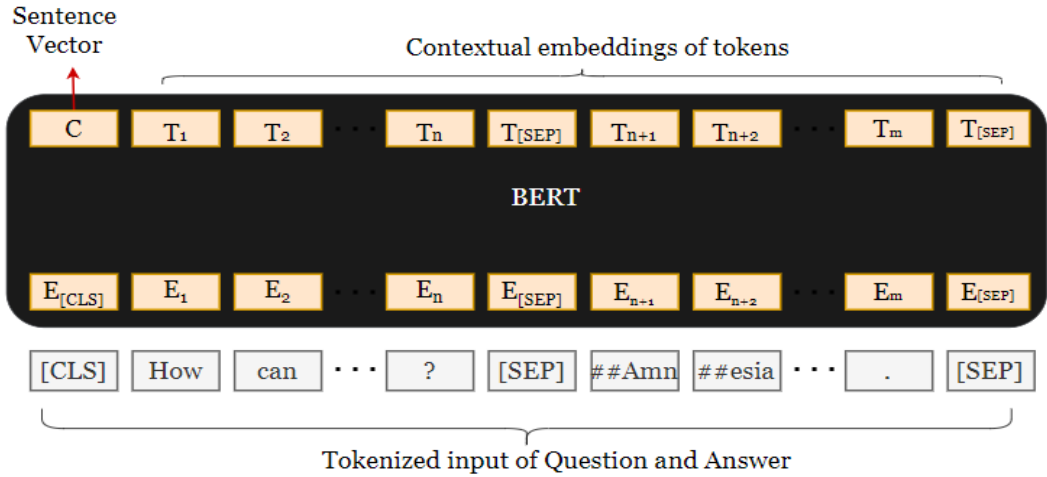 Sentence
Vector
Contextual embeddings of tokens
C T₁ T₂ · · · Tn T[SEP] Tn+1 Tn+2 · · · Tm T[SEP]
BERT
E[CLS] E₁ E₂ · · · En E[SEP] En+1 En+2 · · · Em E[SEP]
[CLS] How can · · · ? [SEP] ##Amn ##esia · · · . [SEP]
Tokenized input of Question and Answer